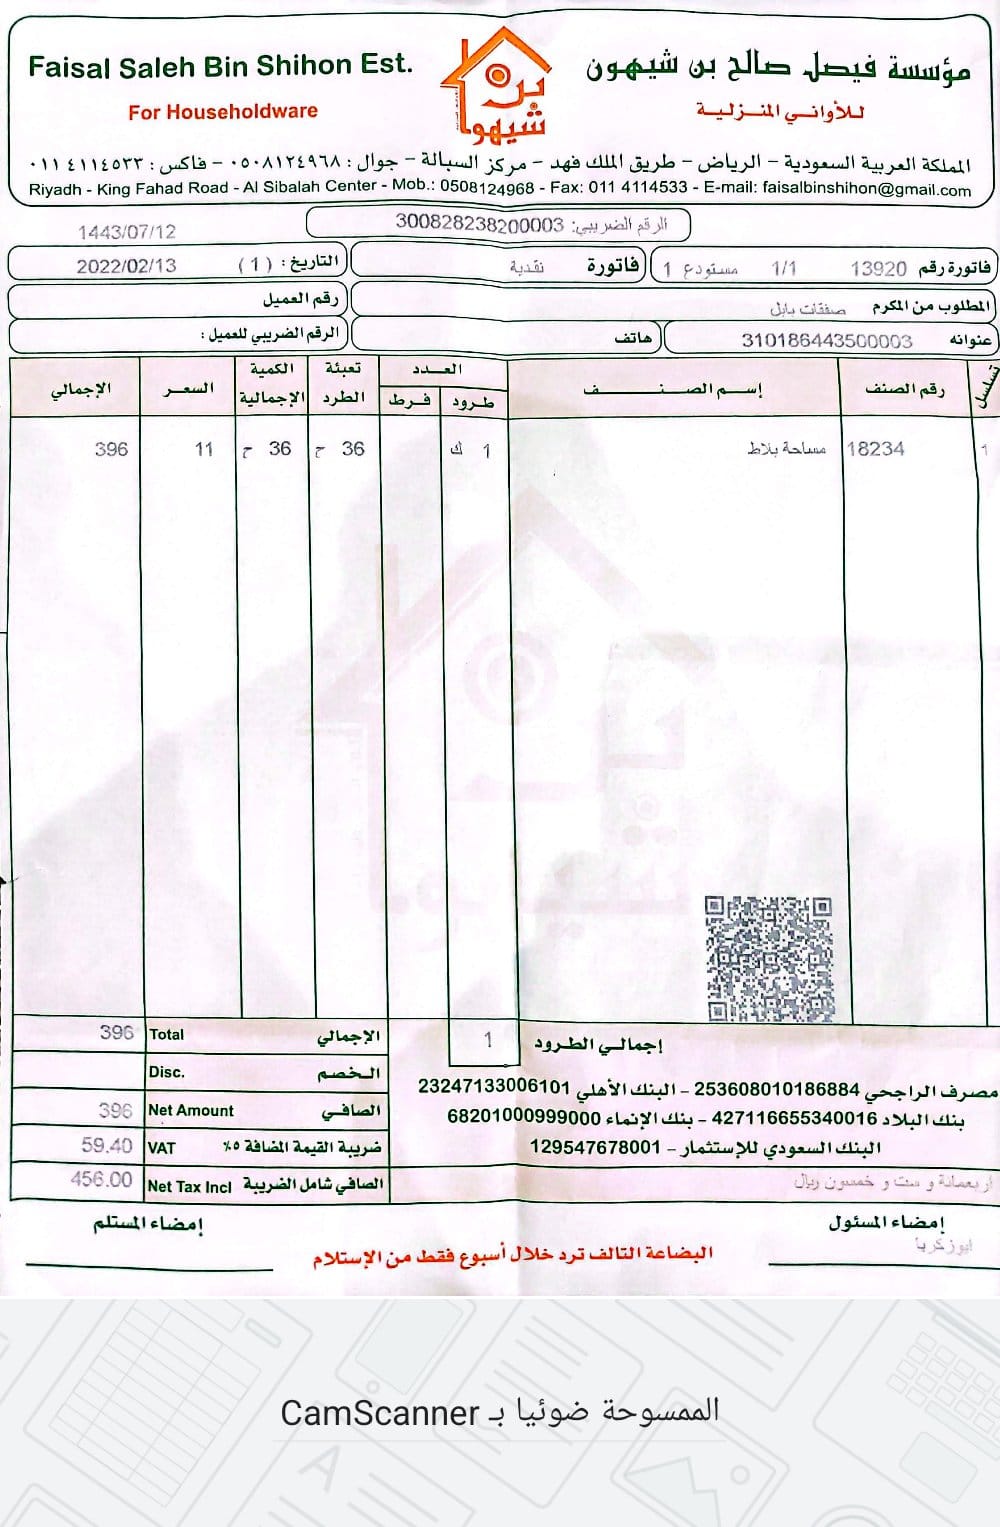 Faisal Saleh Bin Shihon Est.
For Householdware
بن شيهون
مؤسسة فيصل صالح بن شيهون
للأواني المنزلية
المملكة العربية السعودية – الرياض – طريق الملك فهد – مركز السبالة – جوال : ٠٥٠٨١٢٤٩٦٨ – فاكس : ٠١١ ٤١١٤٥٣٣
Riyadh - King Fahad Road - Al Sibalah Center - Mob.: 0508124968 - Fax: 011 4114533 - E-mail: faisalbinshihon@gmail.com
الرقم الضريبي: 300828238200003
1443/07/12
فاتورة رقم 13920 1/1 مستودع 1
فاتورة نقدية
التاريخ : (1) 2022/02/13
المطلوب من المكرم صفقات بابل
رقم العميل
عنوانه 310186443500003
هاتف
الرقم الضريبي للعميل :
تسلسل رقم الصنف إسم الصنف العدد طرود فرط تعبئة الطرد الكمية الإجمالية السعر الإجمالي
1 18234 مساحة بلاط 1 ك 36 ح 36 ح 11 396
إجمالي الطرود 1
الإجمالي Total 396
الخصم Disc.
الصافي Net Amount 396
ضريبة القيمة المضافة ٥% VAT 59.40
الصافي شامل الضريبة Net Tax Incl 456.00
مصرف الراجحي 253608010186884 – البنك الأهلي 23247133006101
بنك البلاد 427116655340016 – بنك الإنماء 68201000999000
البنك السعودي للإستثمار – 129547678001
أربعمائة و ست و خمسون ريال
إمضاء المسئول
ابوزكريا
إمضاء المستلم
البضاعة التالف ترد خلال أسبوع فقط من الإستلام
الممسوحة ضوئيا بـ CamScanner